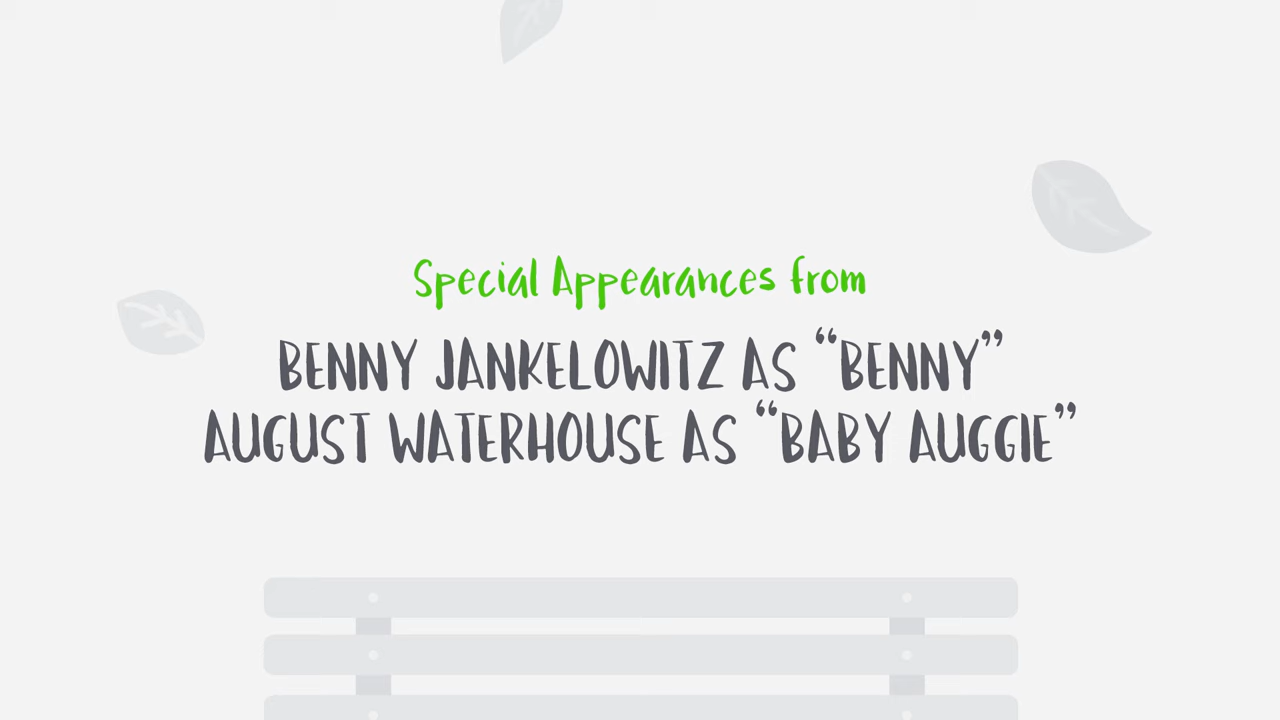 Special Appearances from
BENNY JANKELOWITZ AS “BENNY”
AUGUST WATERHOUSE AS “BABY AUGGIE”